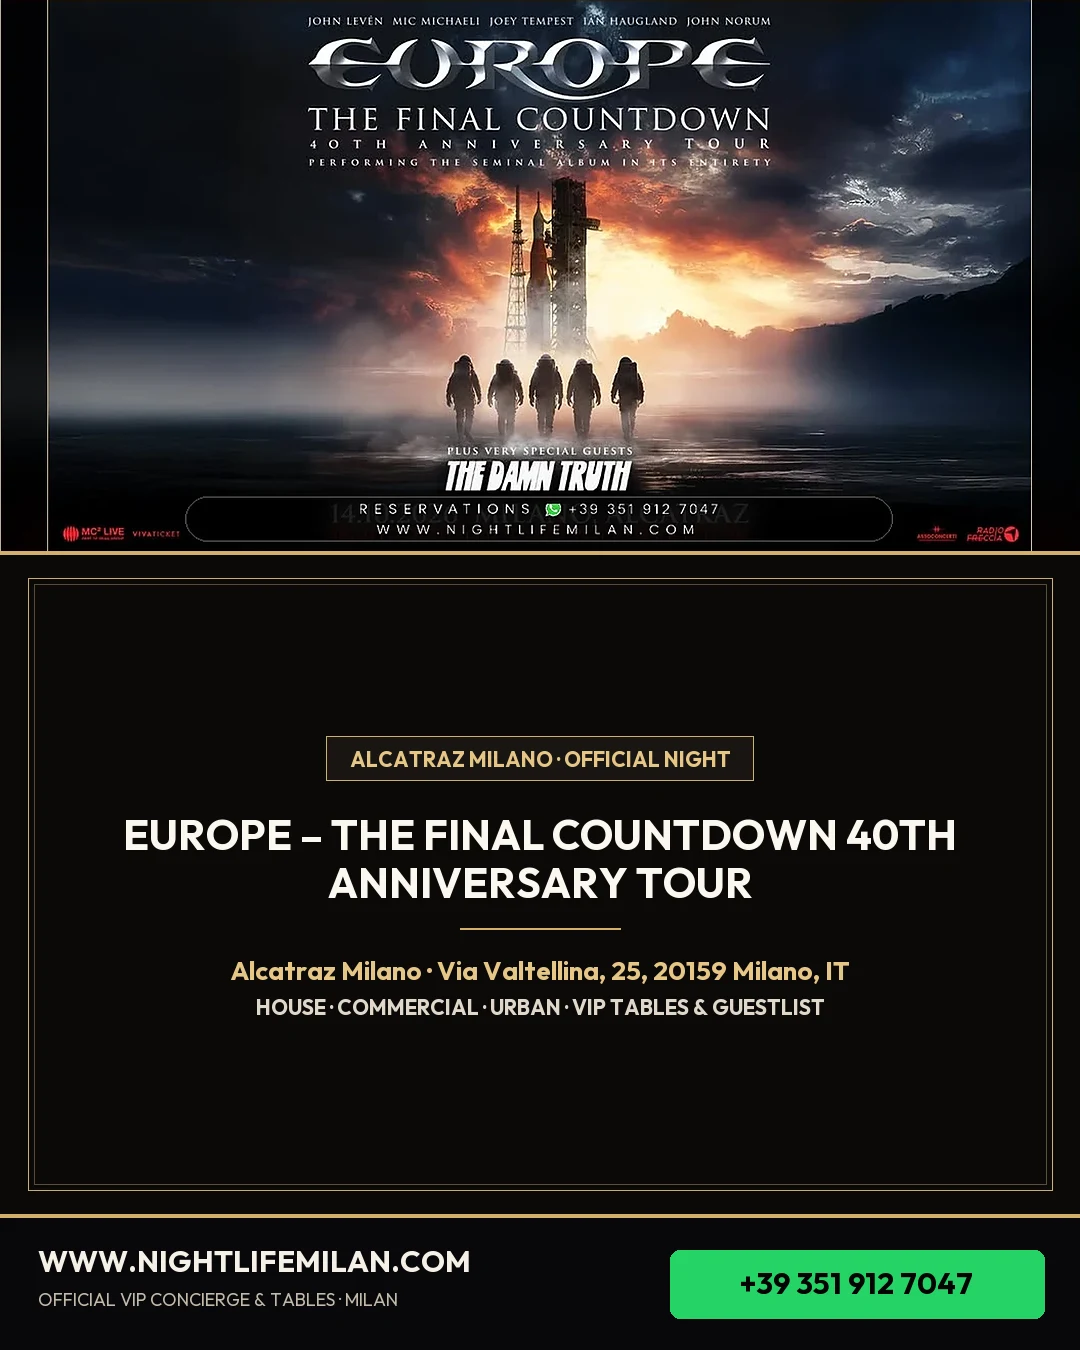 JOHN LEVÉN MIC MICHAELI JOEY TEMPEST IAN HAUGLAND JOHN NORUM
EUROPE
THE FINAL COUNTDOWN
40TH ANNIVERSARY TOUR
PERFORMING THE SEMINAL ALBUM IN ITS ENTIRETY
PLUS VERY SPECIAL GUESTS
THE DAMN TRUTH
RESERVATIONS +39 351 912 7047
WWW.NIGHTLIFEMILAN.COM
MC² LIVE VIVATICKET
ASSOCONCERTI RADIO FRECCIA
ALCATRAZ MILANO · OFFICIAL NIGHT
EUROPE – THE FINAL COUNTDOWN 40TH
ANNIVERSARY TOUR
Alcatraz Milano · Via Valtellina, 25, 20159 Milano, IT
HOUSE · COMMERCIAL · URBAN · VIP TABLES & GUESTLIST
WWW.NIGHTLIFEMILAN.COM
OFFICIAL VIP CONCIERGE & TABLES · MILAN
+39 351 912 7047